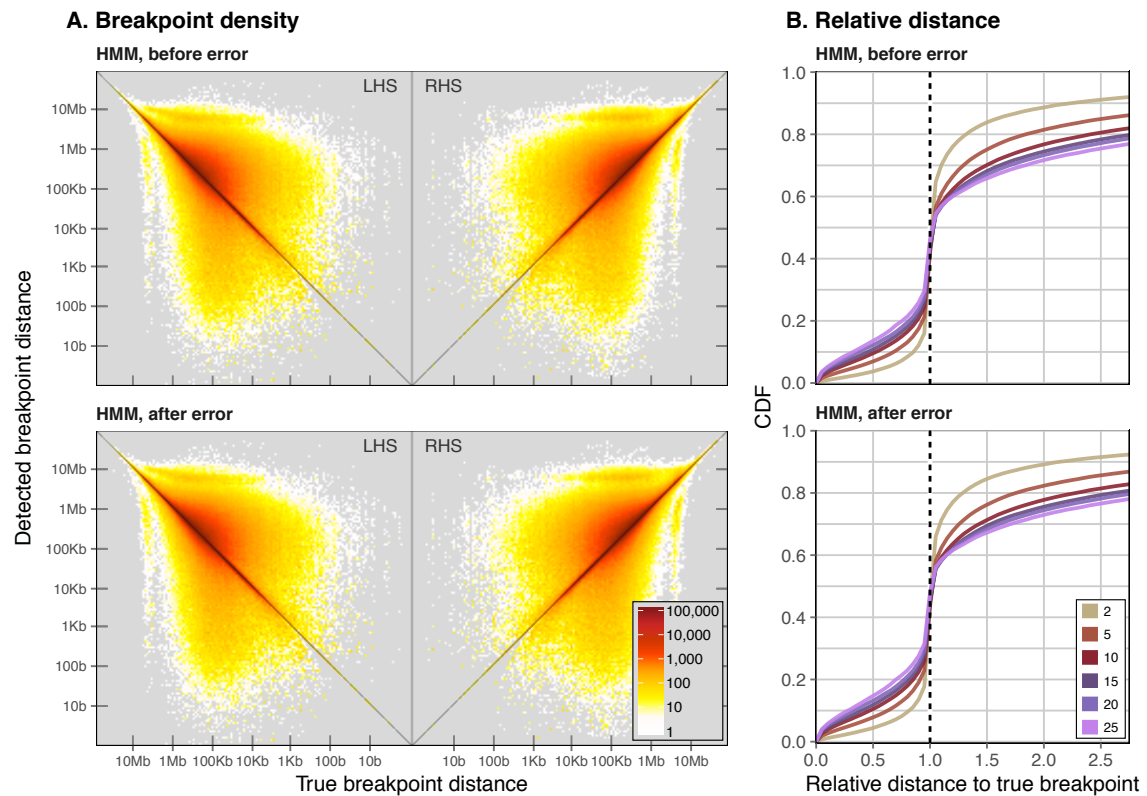 A. Breakpoint density
HMM, before error
LHS RHS
10Mb
1Mb
100Kb
10Kb
1Kb
100b
10b
HMM, after error
LHS RHS
10Mb
1Mb
100Kb
10Kb
1Kb
100b
10b
100,000
10,000
1,000
100
10
1
10Mb 1Mb 100Kb 10Kb 1Kb 100b 10b 10b 100b 1Kb 10Kb 100Kb 1Mb 10Mb
True breakpoint distance
Detected breakpoint distance
B. Relative distance
HMM, before error
1.0
0.8
0.6
0.4
0.2
0.0
HMM, after error
1.0
0.8
0.6
0.4
0.2
0.0
2
5
10
15
20
25
0.0 0.5 1.0 1.5 2.0 2.5
Relative distance to true breakpoint
CDF